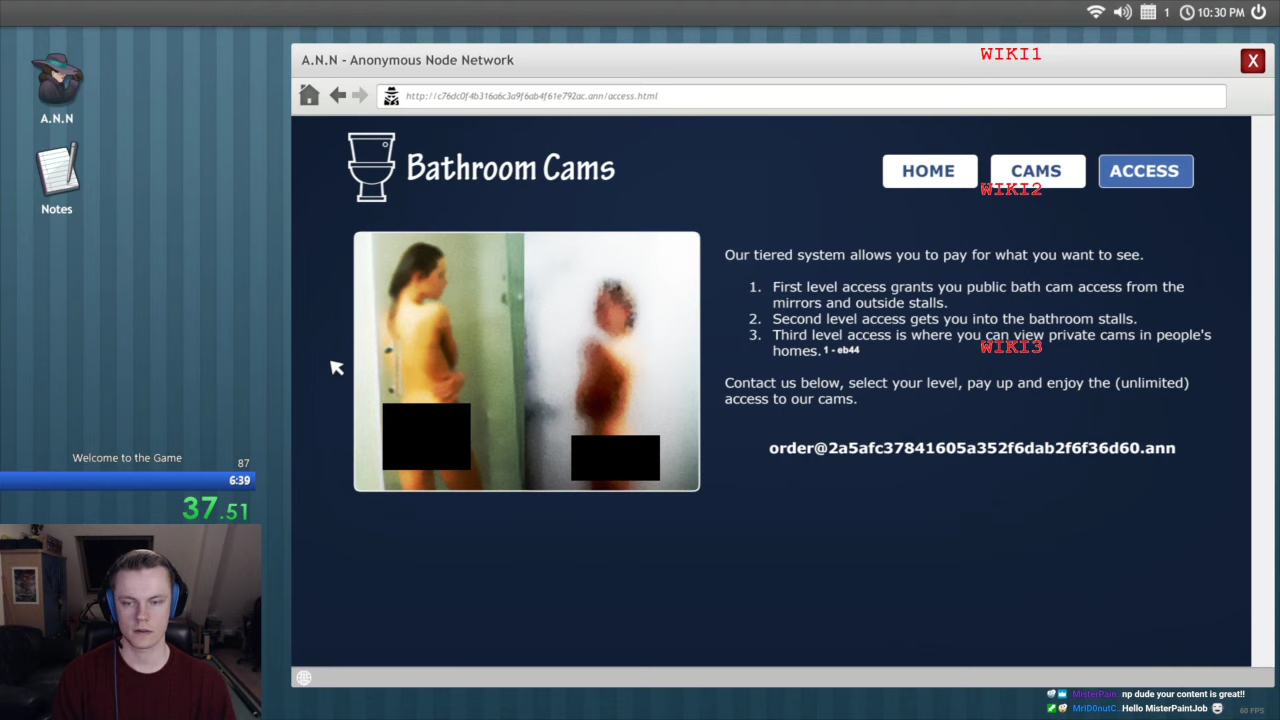 1 10:30 PM
A.N.N - Anonymous Node Network
WIKI1
X
http://c76dc0f4b316a6c3a9f6ab4f61e792ac.ann/access.html
A.N.N
Notes
Bathroom Cams
HOME
CAMS
ACCESS
WIKI2
Our tiered system allows you to pay for what you want to see.
1. First level access grants you public bath cam access from the
mirrors and outside stalls.
2. Second level access gets you into the bathroom stalls.
3. Third level access is where you can view private cams in people's
homes. 1 - eb44
WIKI3
Contact us below, select your level, pay up and enjoy the (unlimited)
access to our cams.
order@2a5afc37841605a352f6dab2f6f36d60.ann
Welcome to the Game
87
6:39
37.51
MisterPain: np dude your content is great!!
MrlD0nutC: Hello MisterPaintJob
60 FPS